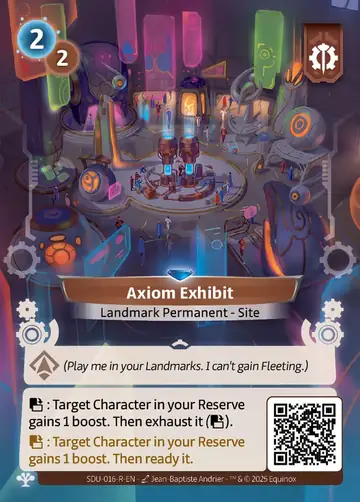 2
2
Axiom Exhibit
Landmark Permanent - Site
(Play me in your Landmarks. I can't gain Fleeting.)
: Target Character in your Reserve
gains 1 boost. Then exhaust it ( ).
: Target Character in your Reserve
gains 1 boost. Then ready it.
SDU-016-R-EN - Jean-Baptiste Andrier - ™ & © 2025 Equinox